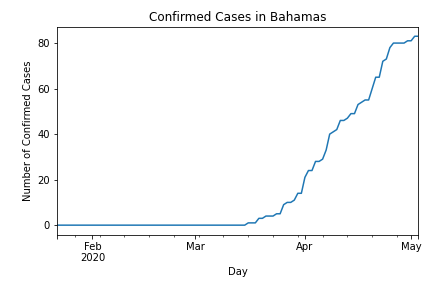 Confirmed Cases in Bahamas
Number of Confirmed Cases
80
60
40
20
0
Feb
2020
Mar
Apr
May
Day